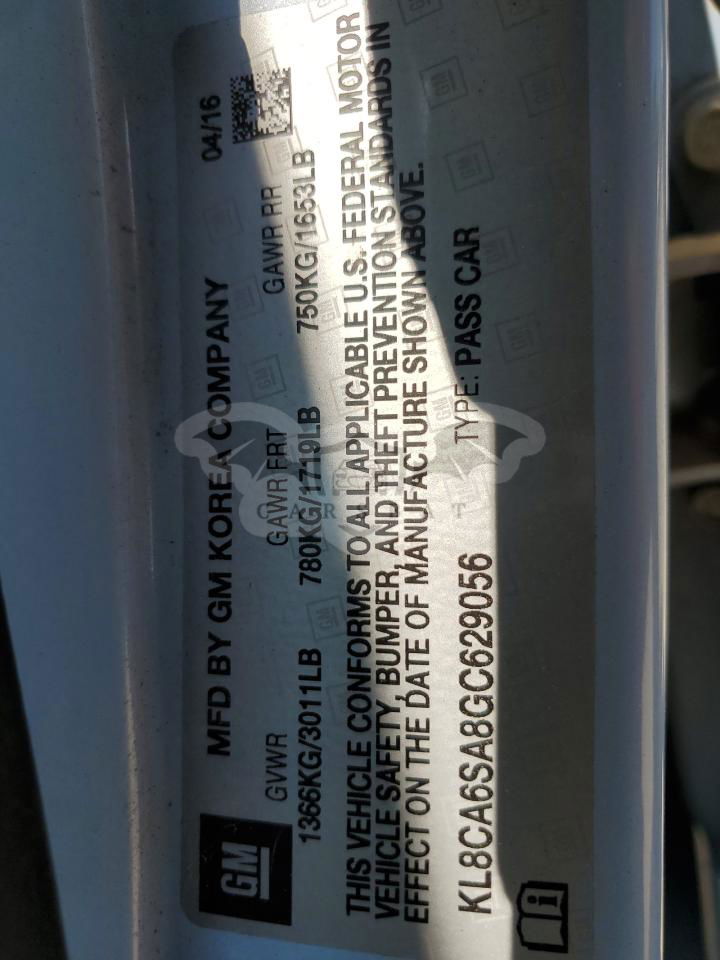 GM
MFD BY GM KOREA COMPANY 04/16
GVWR GAWR FRT GAWR RR
1366KG/3011LB 780KG/1719LB 750KG/1653LB
THIS VEHICLE CONFORMS TO ALL APPLICABLE U.S. FEDERAL MOTOR
VEHICLE SAFETY, BUMPER, AND THEFT PREVENTION STANDARDS IN
EFFECT ON THE DATE OF MANUFACTURE SHOWN ABOVE.
KL8CA6SA8GC629056 TYPE: PASS CAR